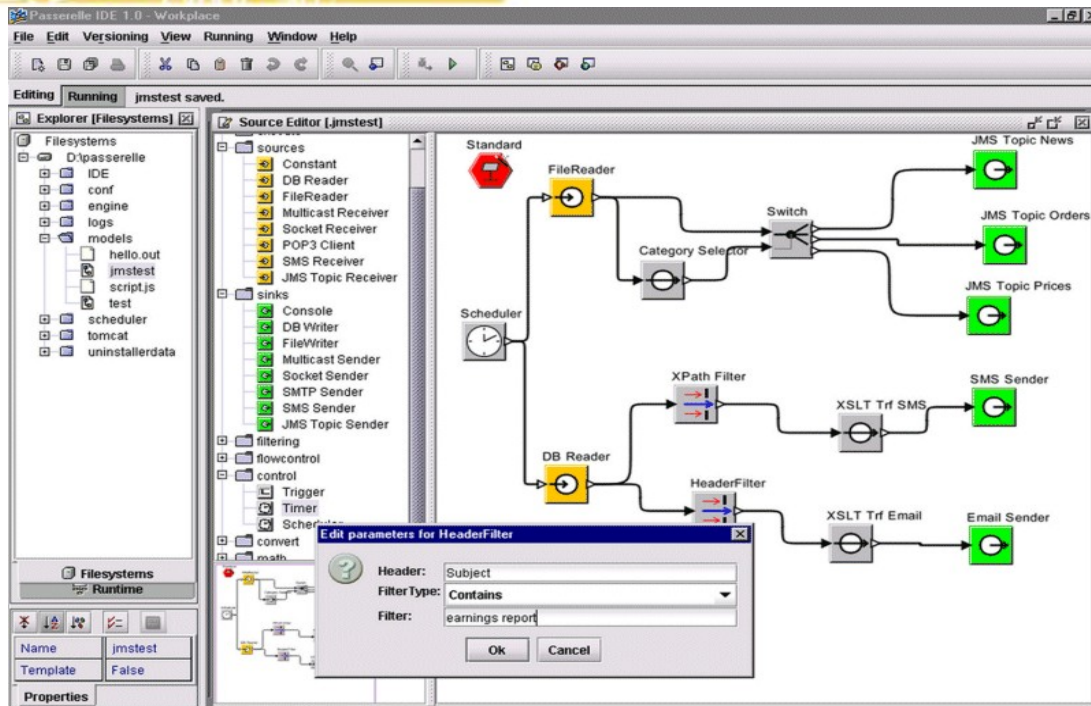 Passerelle IDE 1.0 - Workplace
File Edit Versioning View Running Window Help
Editing Running jmstest saved.
Explorer [Filesystems]
Filesystems
D:\passerelle
IDE
conf
engine
logs
models
hello.out
jmstest
script.js
test
scheduler
tomcat
uninstallerdata
Filesystems
Runtime
Name jmstest
Template False
Properties
Source Editor [.jmstest]
sources
Constant
DB Reader
FileReader
Multicast Receiver
Socket Receiver
POP3 Client
SMS Receiver
JMS Topic Receiver
sinks
Console
DB Writer
FileWriter
Multicast Sender
Socket Sender
SMTP Sender
SMS Sender
JMS Topic Sender
filtering
flowcontrol
control
Trigger
Timer
Scheduler
convert
math
Standard
FileReader
JMS Topic News
Switch
JMS Topic Orders
Category Selector
JMS Topic Prices
Scheduler
XPath Filter
SMS Sender
XSLT Trf SMS
DB Reader
HeaderFilter
XSLT Trf Email
Email Sender
Edit parameters for HeaderFilter
Header: Subject
FilterType: Contains
Filter: earnings report
Ok Cancel